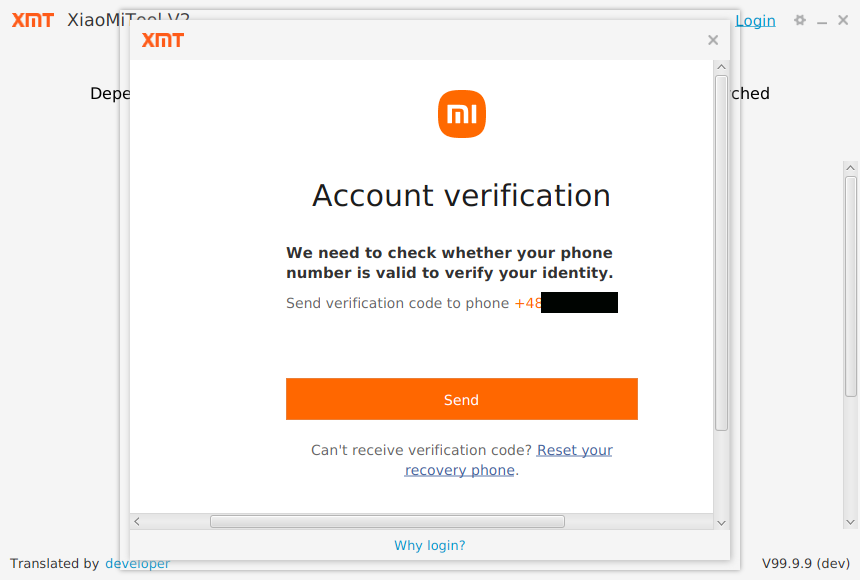 XMT XiaoMiTool V2 Login
XMT
Depe ched
mi
Account verification
We need to check whether your phone
number is valid to verify your identity.
Send verification code to phone +48
Send
Can't receive verification code? Reset your
recovery phone.
Why login?
Translated by developer V99.9.9 (dev)